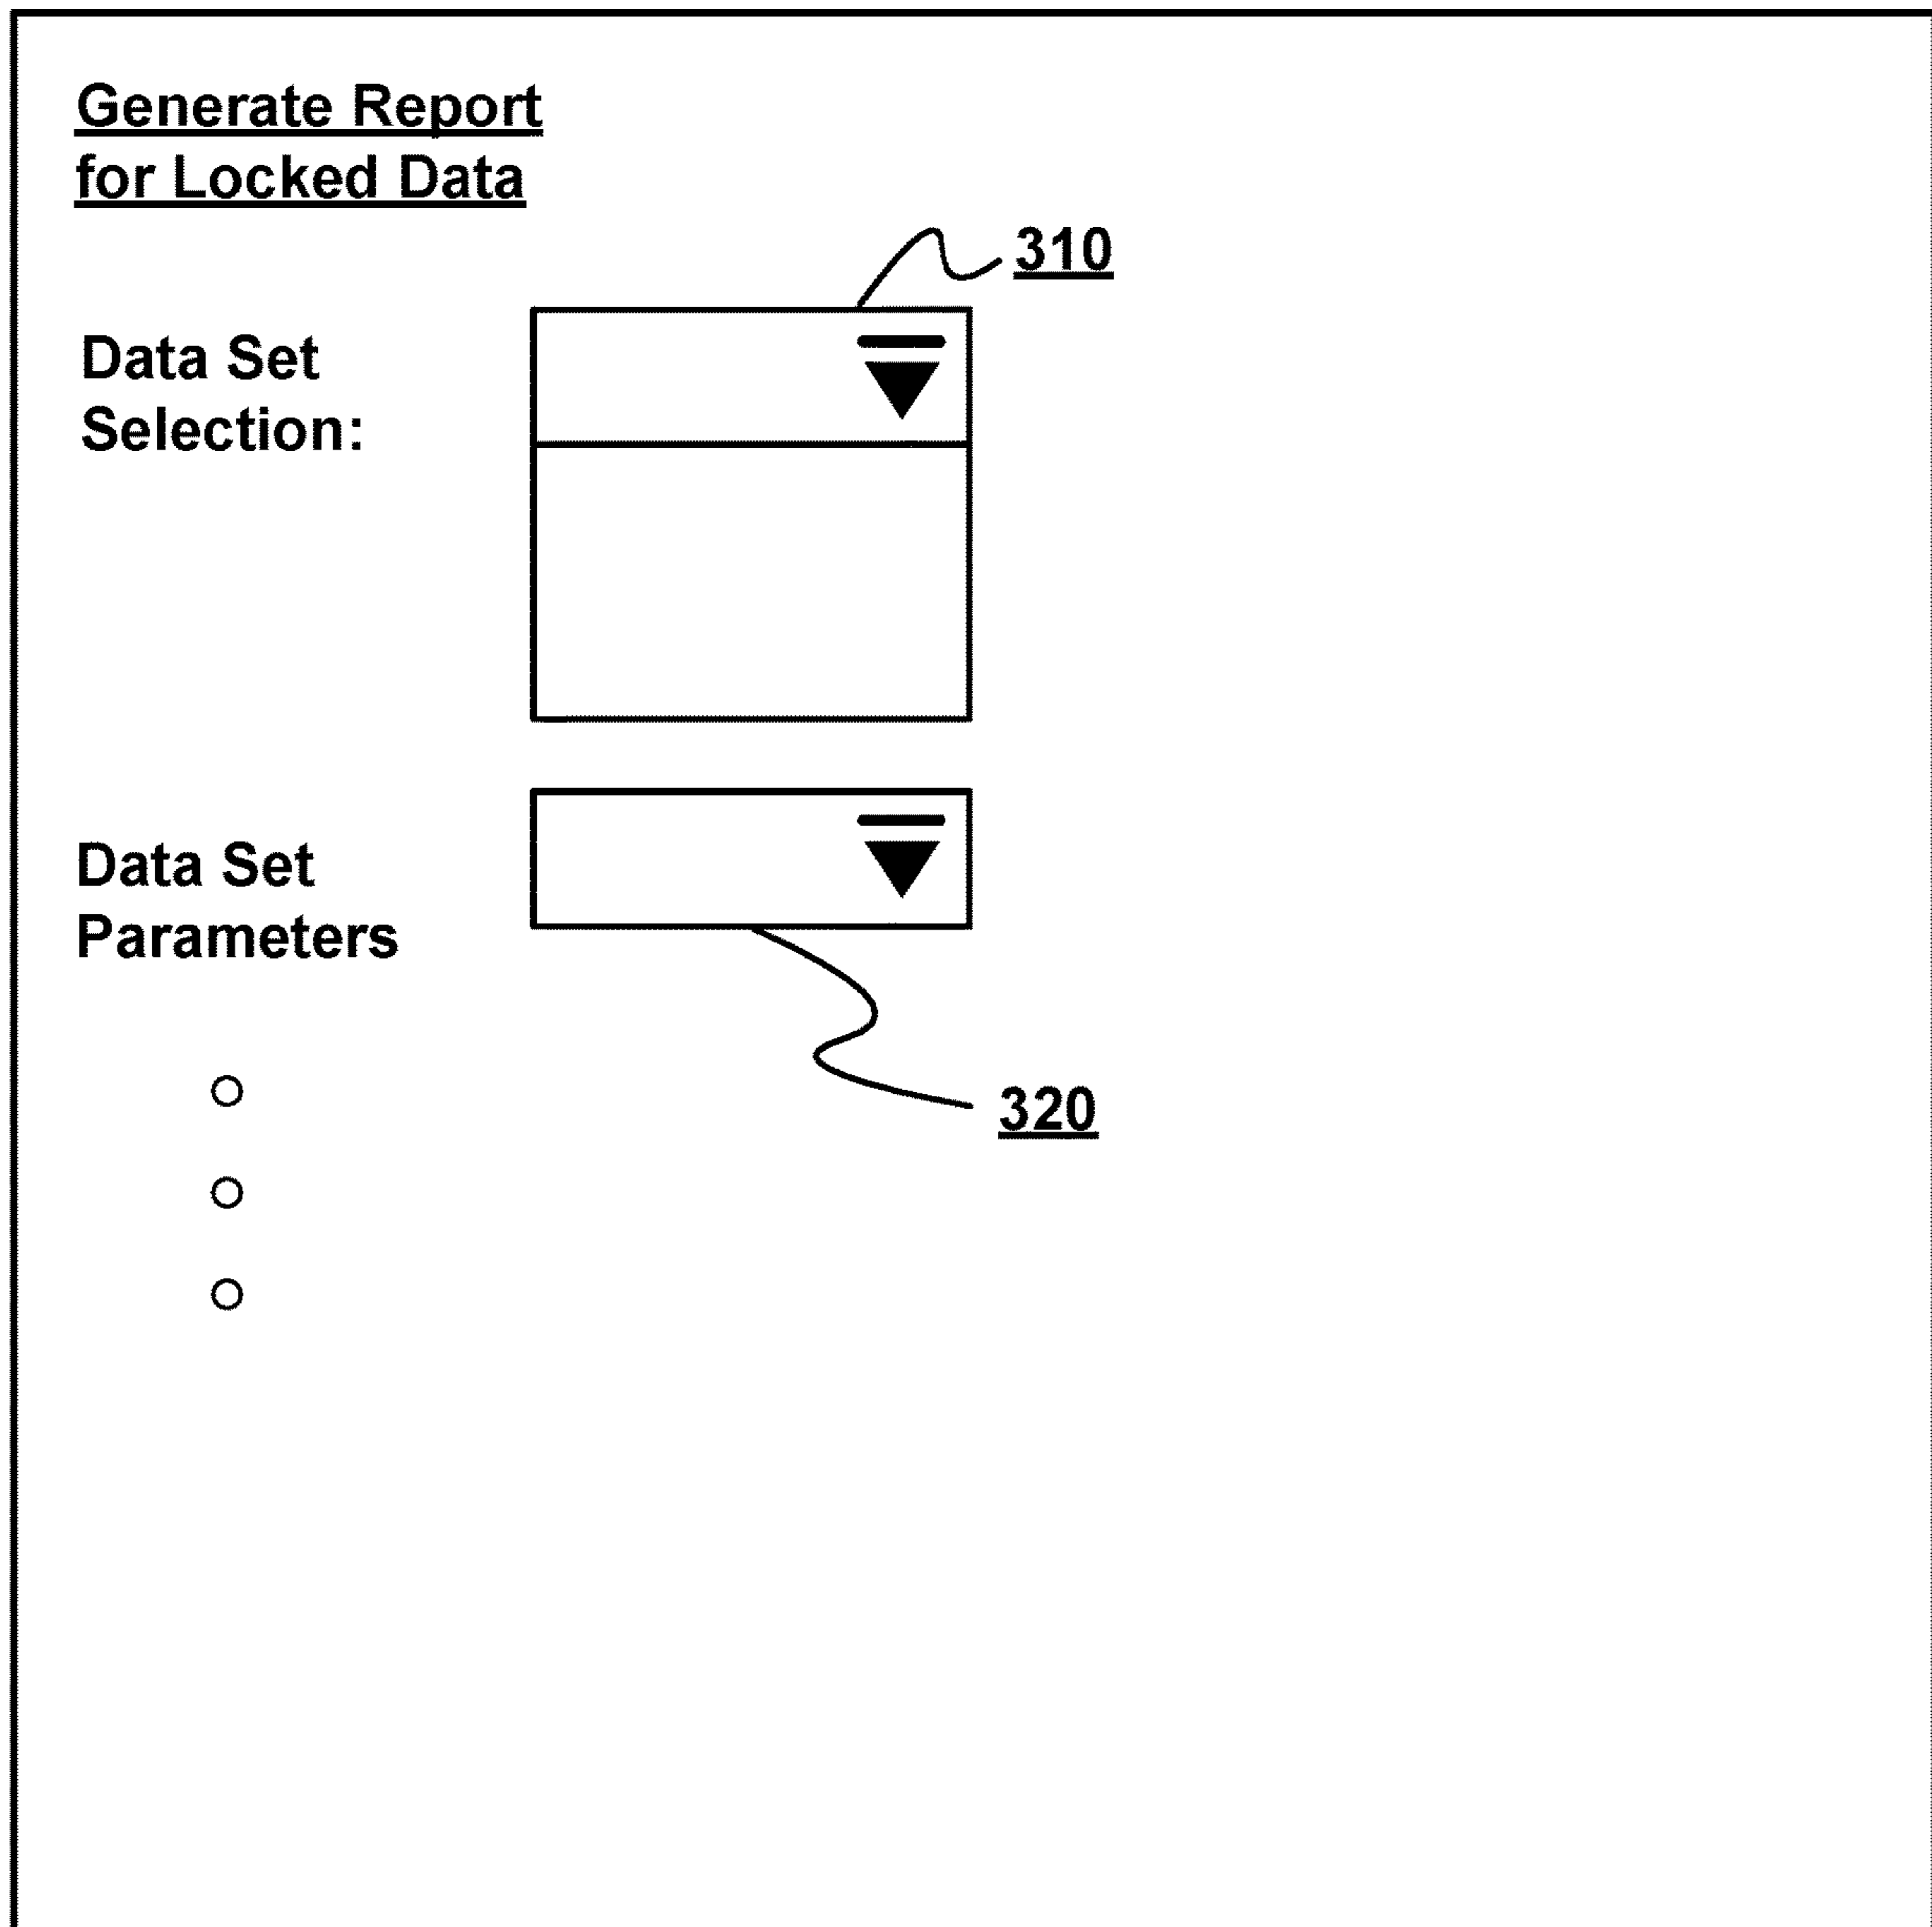 Generate Report
for Locked Data
310
Data Set
Selection:
Data Set
Parameters
320